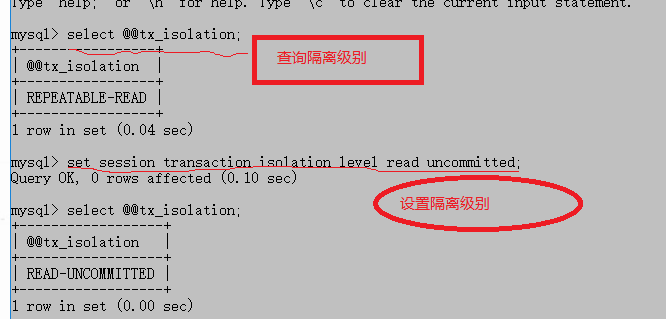 Type 'help;' or '\h' for help. Type '\c' to clear the current input statement.
mysql> select @@tx_isolation;
+-----------------+
| @@tx_isolation  |
+-----------------+
| REPEATABLE-READ |
+-----------------+
1 row in set (0.04 sec)
查询隔离级别
mysql> set session transaction isolation level read uncommitted;
Query OK, 0 rows affected (0.10 sec)
设置隔离级别
mysql> select @@tx_isolation;
+------------------+
| @@tx_isolation   |
+------------------+
| READ-UNCOMMITTED |
+------------------+
1 row in set (0.00 sec)